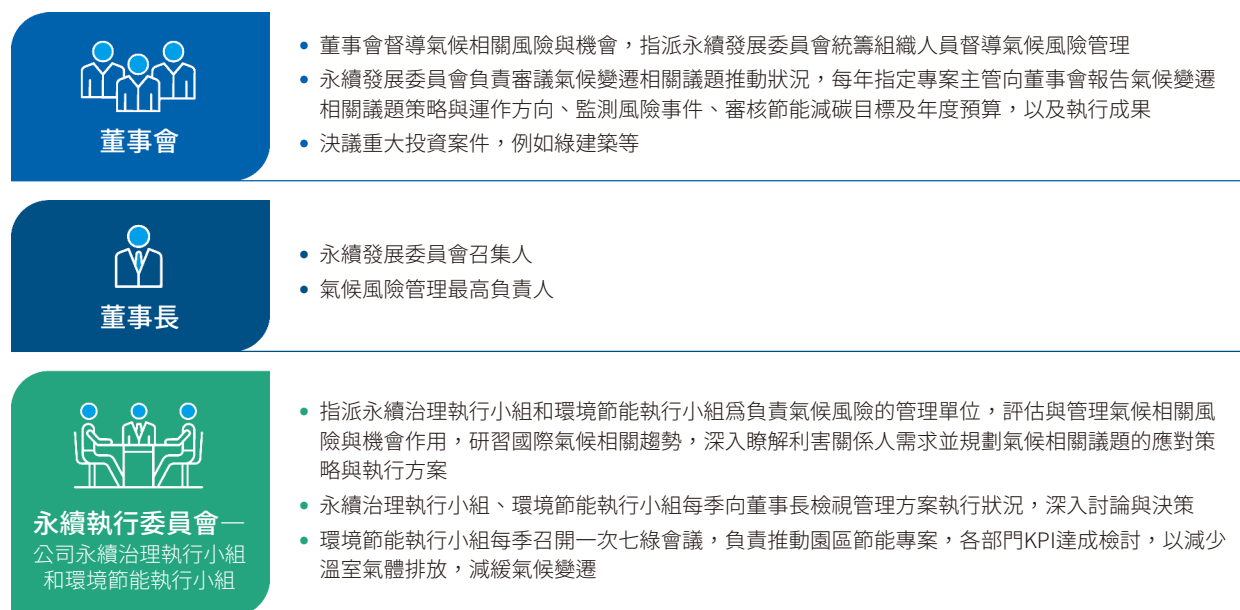 董事會
• 董事會督導氣候相關風險與機會，指派永續發展委員會統籌組織人員督導氣候風險管理
• 永續發展委員會負責審議氣候變遷相關議題推動狀況，每年指定專案主管向董事會報告氣候變遷
相關議題策略與運作方向、監測風險事件、審核節能減碳目標及年度預算，以及執行成果
• 決議重大投資案件，例如綠建築等
董事長
• 永續發展委員會召集人
• 氣候風險管理最高負責人
永續執行委員會—
公司永續治理執行小組
和環境節能執行小組
• 指派永續治理執行小組和環境節能執行小組爲負責氣候風險的管理單位，評估與管理氣候相關風
險與機會作用，研習國際氣候相關趨勢，深入瞭解利害關係人需求並規劃氣候相關議題的應對策
略與執行方案
• 永續治理執行小組、環境節能執行小組每季向董事長檢視管理方案執行狀況，深入討論與決策
• 環境節能執行小組每季召開一次七綠會議，負責推動園區節能專案，各部門KPI達成檢討，以減少
溫室氣體排放，減緩氣候變遷